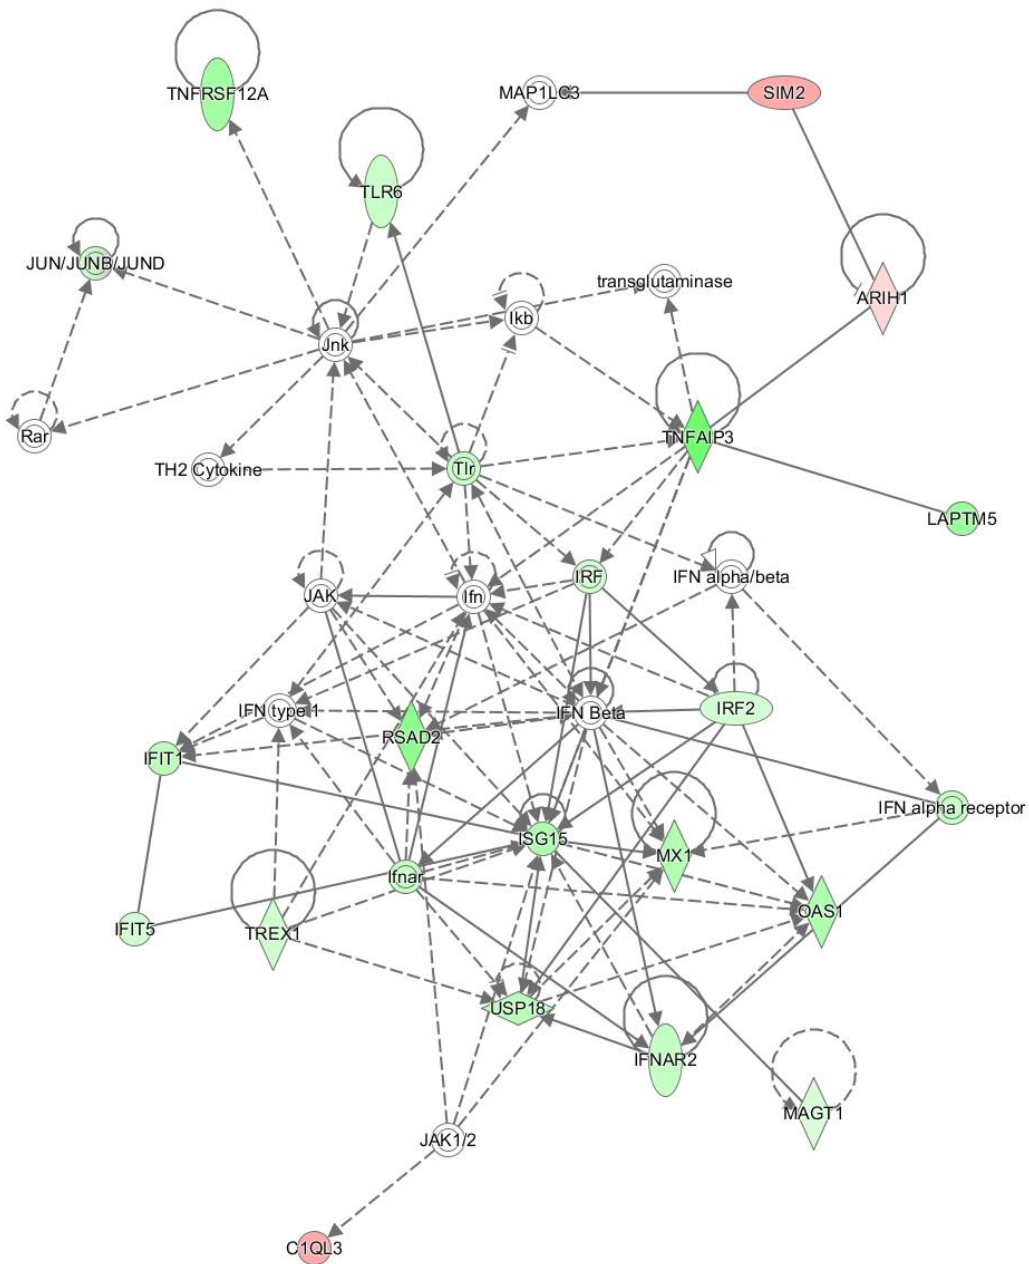 TNFRSF12A
MAP1LC3
SIM2
TLR6
JUN/JUNB/JUND
transglutaminase
ARIH1
Ikb
Jnk
Rar
TNFAIP3
TH2 Cytokine
Tlr
LAPTM5
IRF
IFN alpha/beta
JAK
Ifn
IFN type 1
IFN Beta
IRF2
RSAD2
IFIT1
IFN alpha receptor
ISG15
MX1
Ifnar
OAS1
IFIT5
TREX1
USP18
IFNAR2
MAGT1
JAK1/2
C1QL3